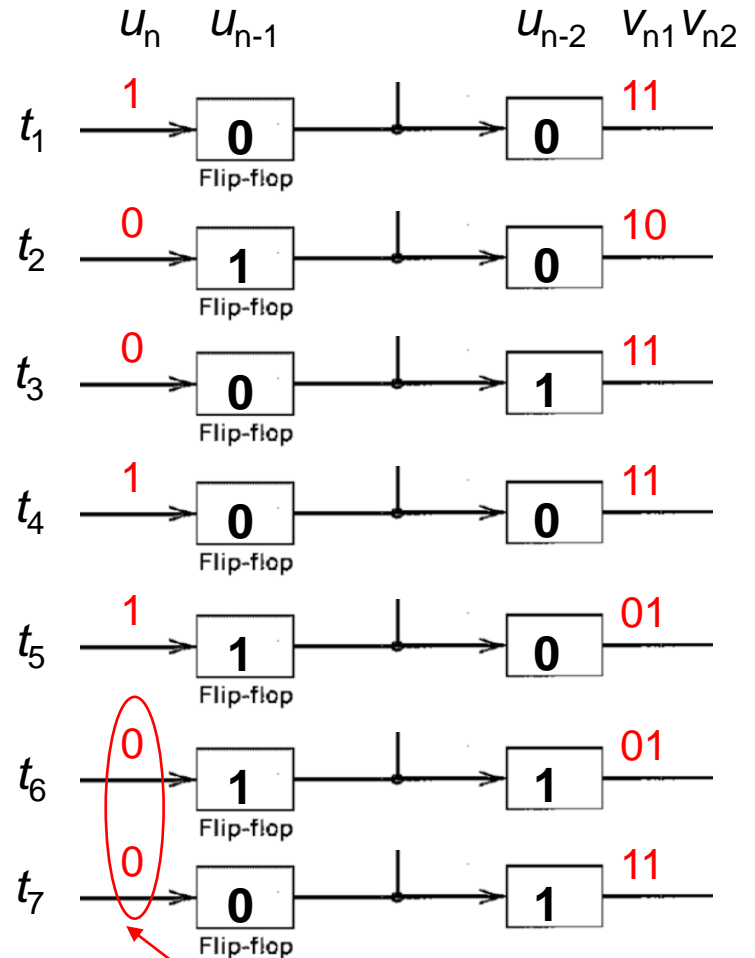 uₙ uₙ₋₁ uₙ₋₂ vₙ₁ vₙ₂
1 11
t₁ 0 0
Flip-flop
0 10
t₂ 1 0
Flip-flop
0 11
t₃ 0 1
Flip-flop
1 11
t₄ 0 0
Flip-flop
1 01
t₅ 1 0
Flip-flop
0 01
t₆ 1 1
Flip-flop
0 11
t₇ 0 1
Flip-flop